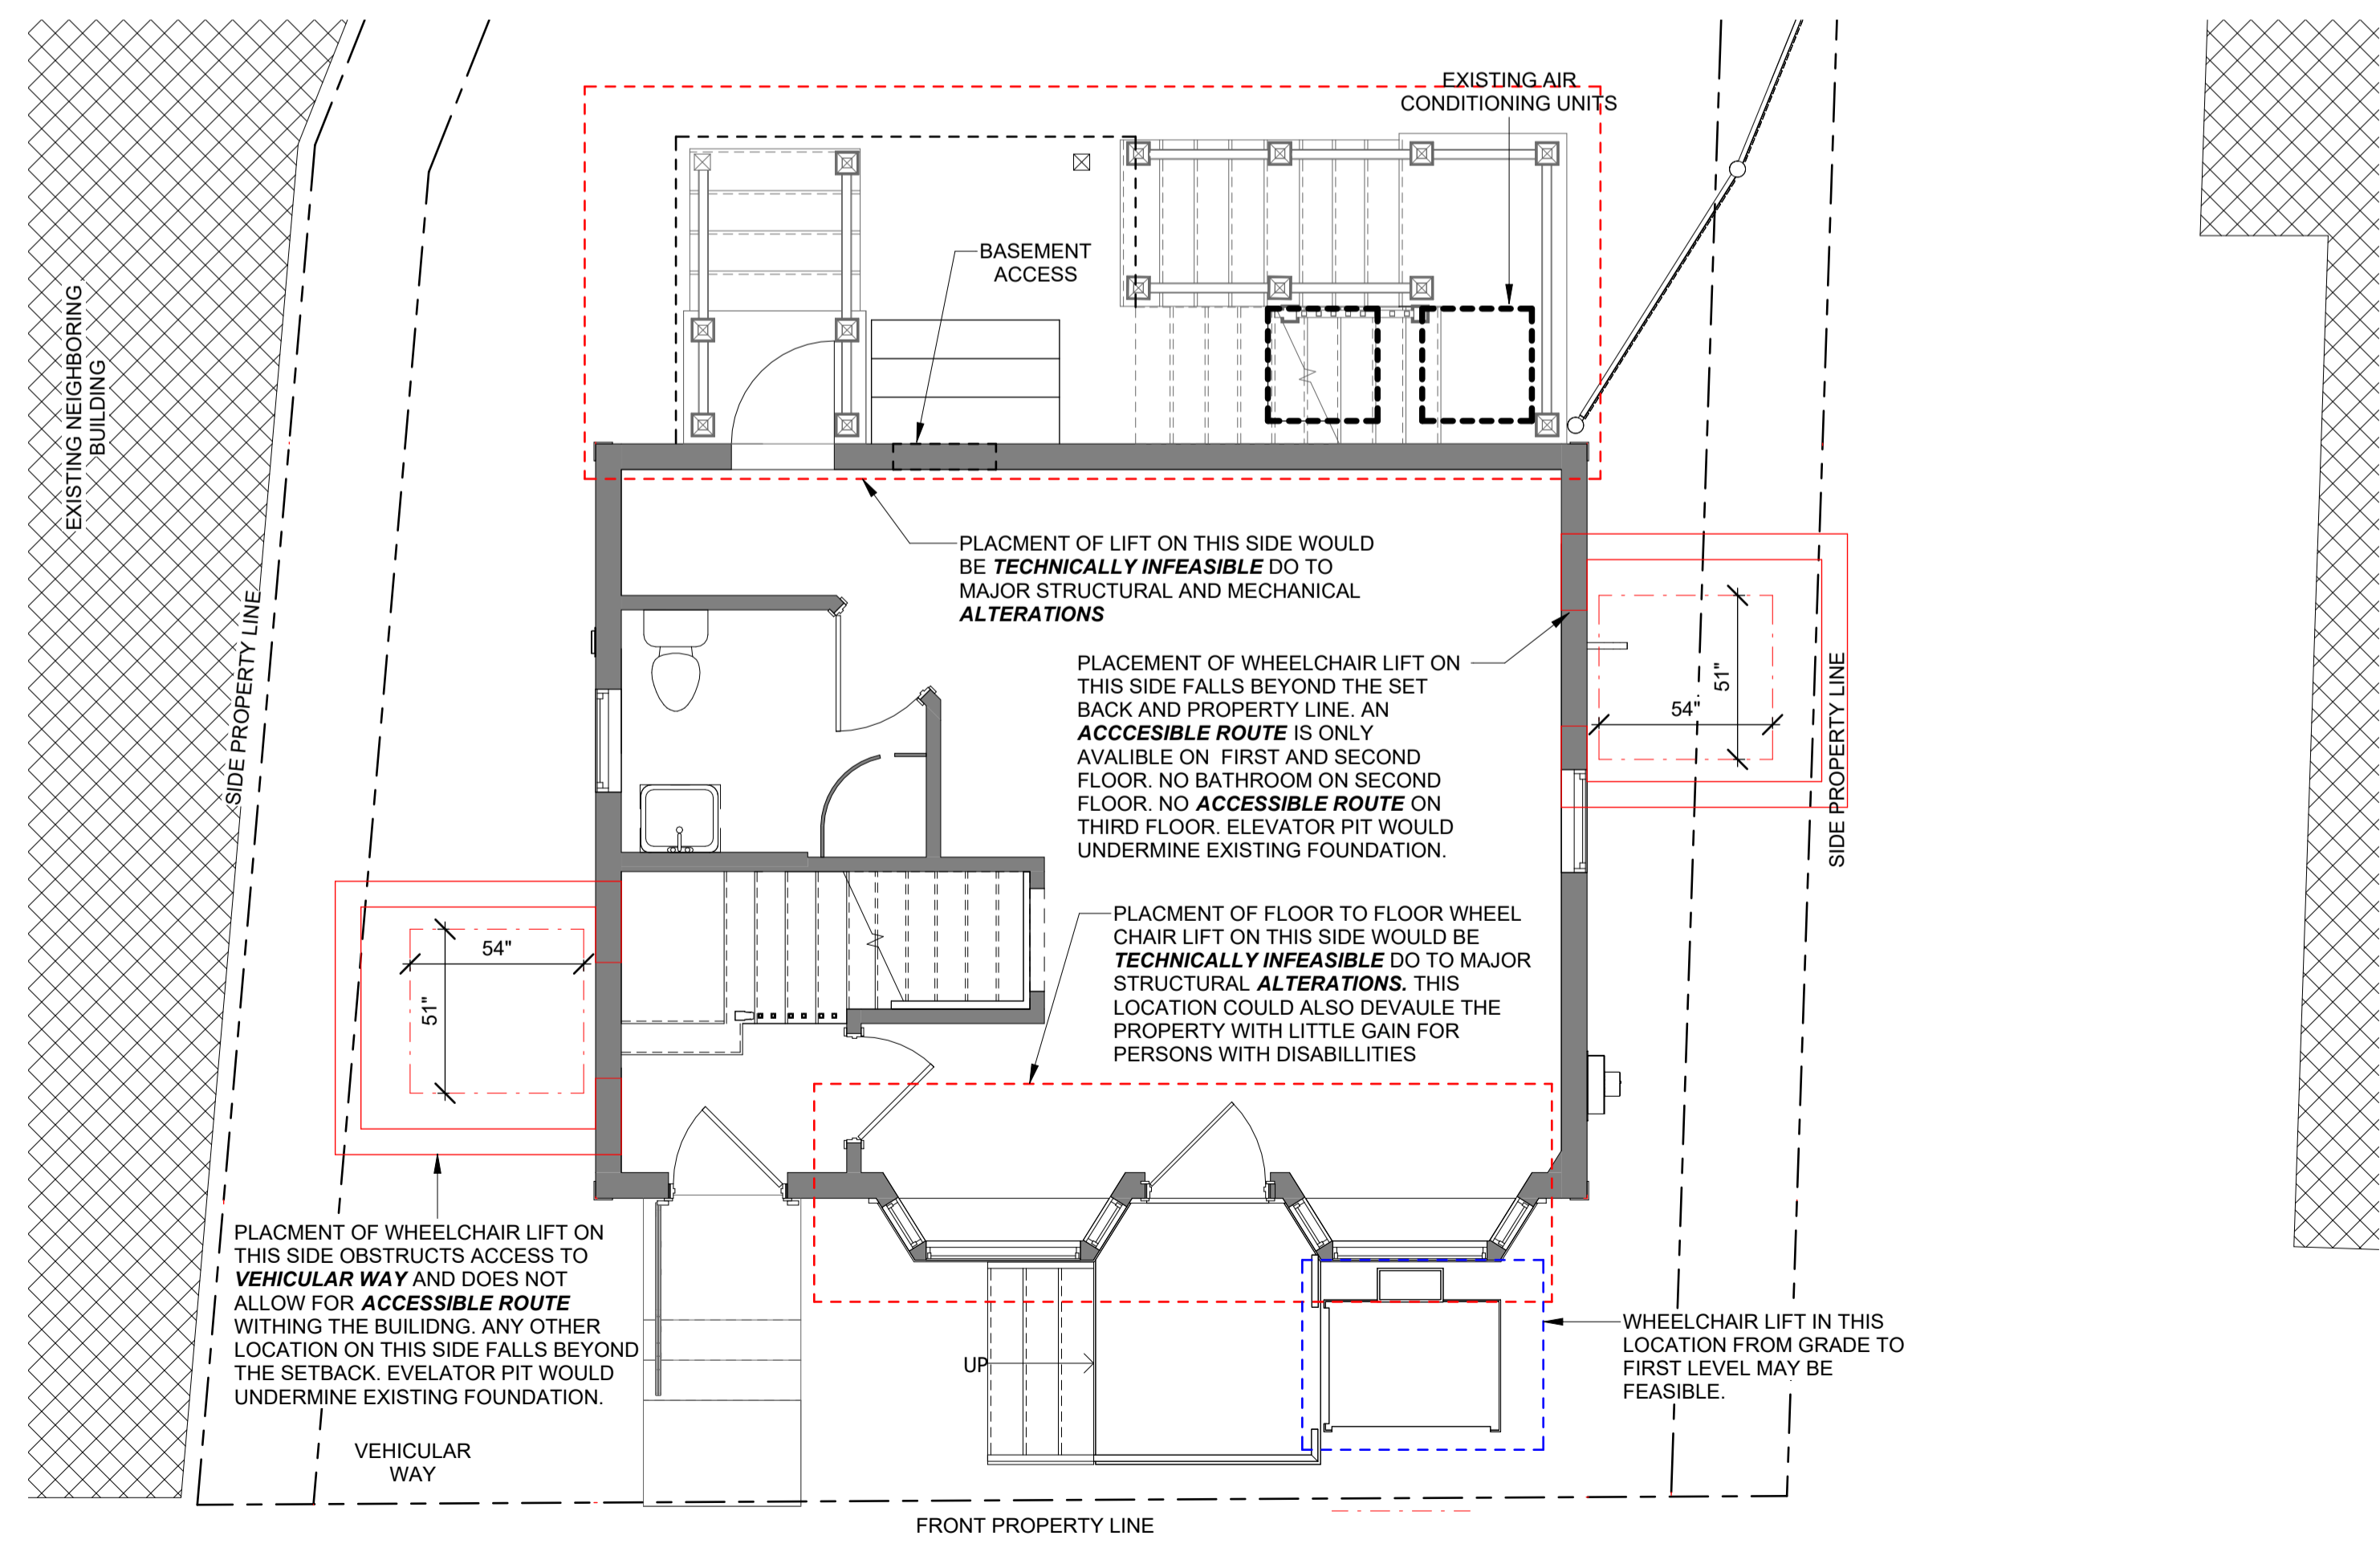 EXISTING AIR
CONDITIONING UNITS
BASEMENT
ACCESS
EXISTING NEIGHBORING
BUILDING
SIDE PROPERTY LINE
PLACMENT OF LIFT ON THIS SIDE WOULD
BE TECHNICALLY INFEASIBLE DO TO
MAJOR STRUCTURAL AND MECHANICAL
ALTERATIONS
PLACEMENT OF WHEELCHAIR LIFT ON
THIS SIDE FALLS BEYOND THE SET
BACK AND PROPERTY LINE. AN
ACCCESIBLE ROUTE IS ONLY
AVALIBLE ON FIRST AND SECOND
FLOOR. NO BATHROOM ON SECOND
FLOOR. NO ACCESSIBLE ROUTE ON
THIRD FLOOR. ELEVATOR PIT WOULD
UNDERMINE EXISTING FOUNDATION.
51"
54"
SIDE PROPERTY LINE
54"
51"
PLACMENT OF FLOOR TO FLOOR WHEEL
CHAIR LIFT ON THIS SIDE WOULD BE
TECHNICALLY INFEASIBLE DO TO MAJOR
STRUCTURAL ALTERATIONS. THIS
LOCATION COULD ALSO DEVAULE THE
PROPERTY WITH LITTLE GAIN FOR
PERSONS WITH DISABILLITIES
PLACMENT OF WHEELCHAIR LIFT ON
THIS SIDE OBSTRUCTS ACCESS TO
VEHICULAR WAY AND DOES NOT
ALLOW FOR ACCESSIBLE ROUTE
WITHING THE BUILIDNG. ANY OTHER
LOCATION ON THIS SIDE FALLS BEYOND
THE SETBACK. EVELATOR PIT WOULD
UNDERMINE EXISTING FOUNDATION.
UP
WHEELCHAIR LIFT IN THIS
LOCATION FROM GRADE TO
FIRST LEVEL MAY BE
FEASIBLE.
VEHICULAR
WAY
FRONT PROPERTY LINE